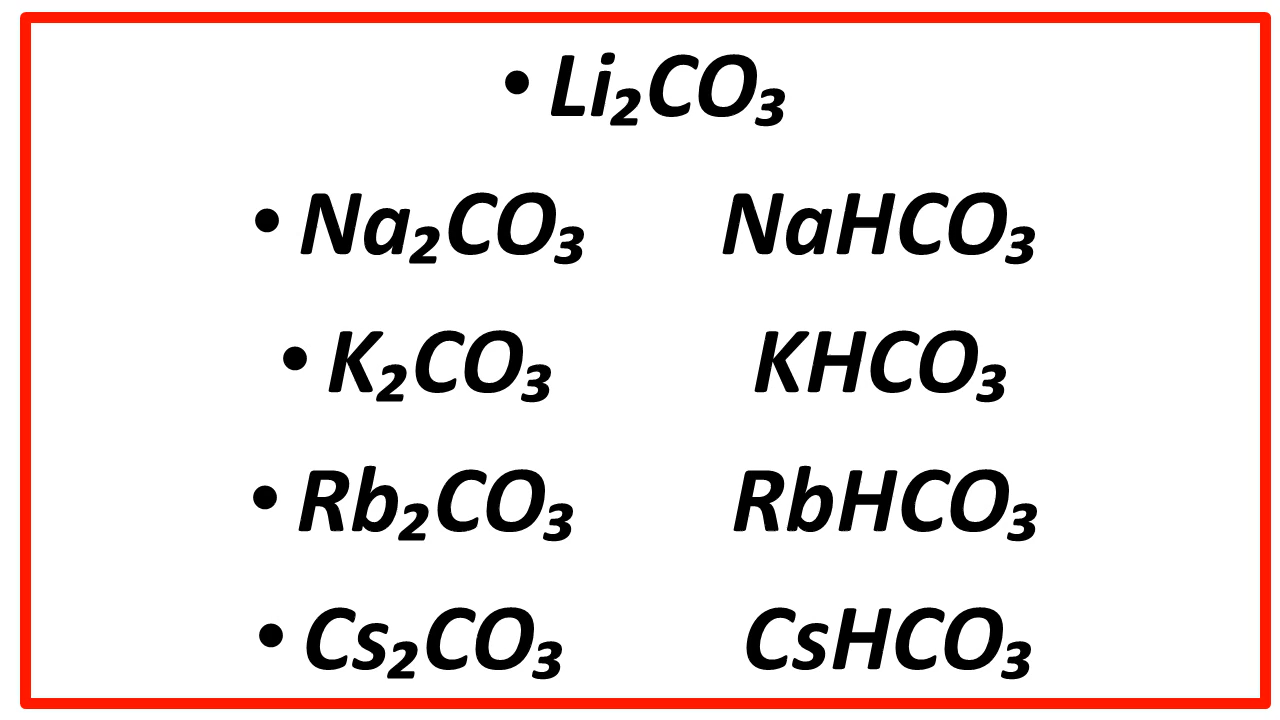 • Li₂CO₃
• Na₂CO₃ NaHCO₃
• K₂CO₃ KHCO₃
• Rb₂CO₃ RbHCO₃
• Cs₂CO₃ CsHCO₃